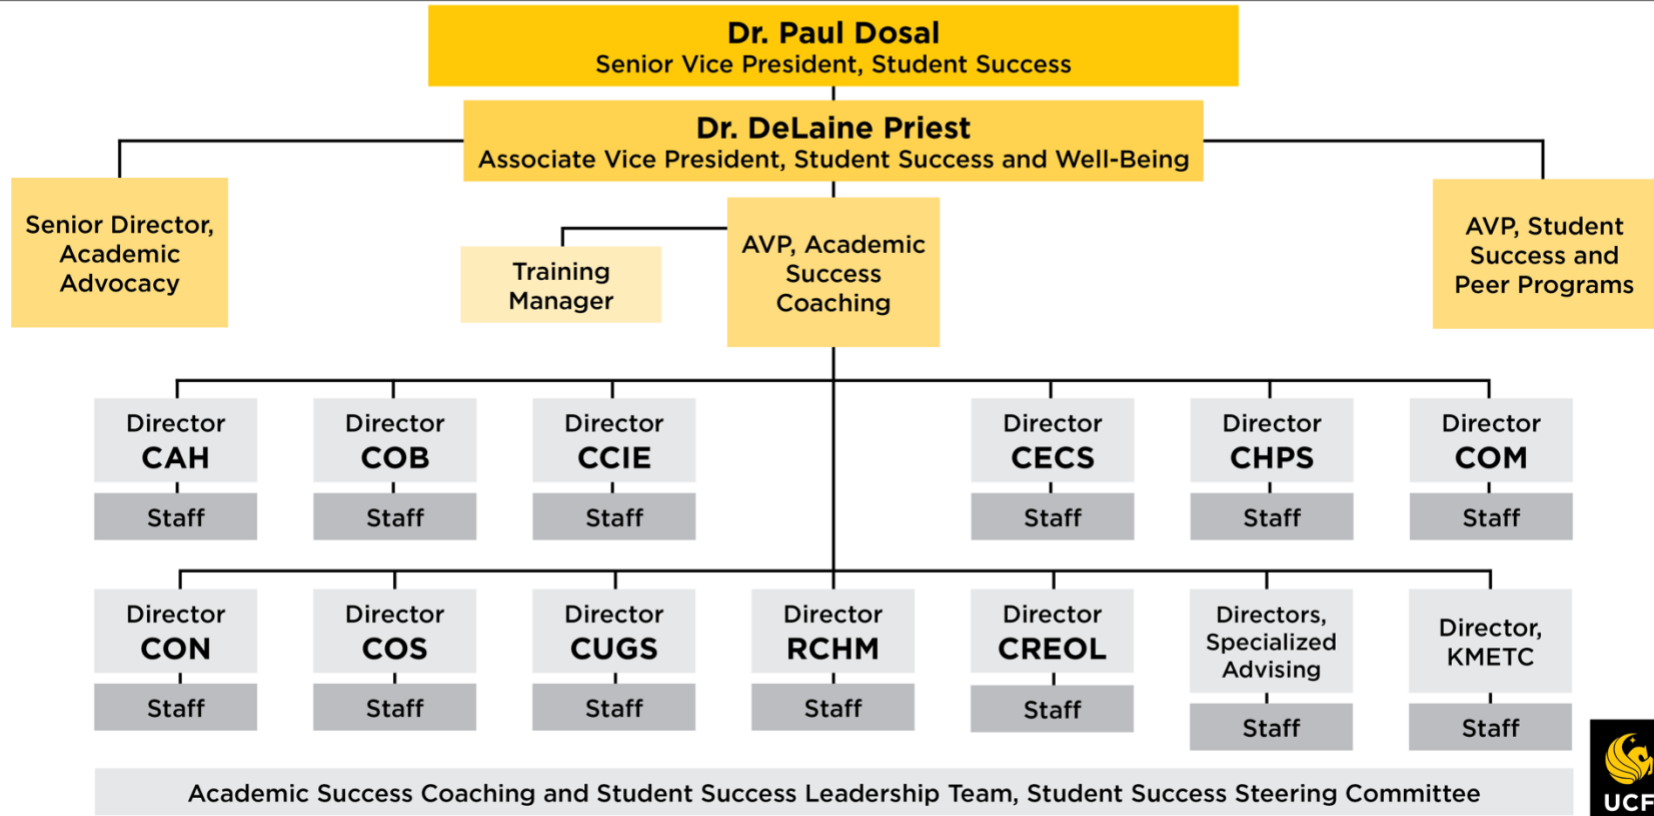 Dr. Paul Dosal
Senior Vice President, Student Success
Dr. DeLaine Priest
Associate Vice President, Student Success and Well-Being
Senior Director,
Academic
Advocacy
Training
Manager
AVP, Academic
Success
Coaching
AVP, Student
Success and
Peer Programs
Director
CAH
Staff
Director
COB
Staff
Director
CCIE
Staff
Director
CECS
Staff
Director
CHPS
Staff
Director
COM
Staff
Director
CON
Staff
Director
COS
Staff
Director
CUGS
Staff
Director
RCHM
Staff
Director
CREOL
Staff
Directors,
Specialized
Advising
Staff
Director,
KMETC
Staff
Academic Success Coaching and Student Success Leadership Team, Student Success Steering Committee
UCF